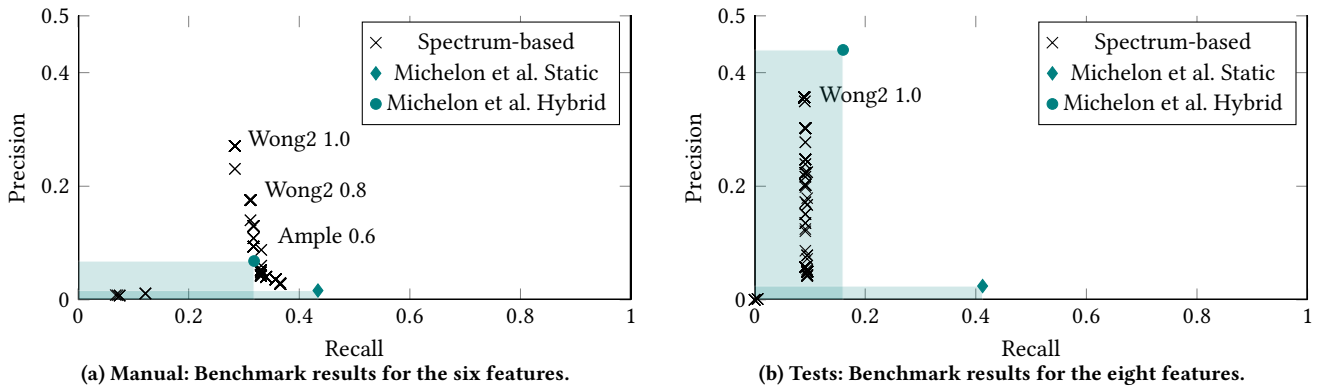 0.5
0.4
0.2
0
Precision
Spectrum-based
Michelon et al. Static
Michelon et al. Hybrid
Wong2 1.0
Wong2 0.8
Ample 0.6
0 0.2 0.4 0.6 0.8 1
Recall
(a) Manual: Benchmark results for the six features.
0.5
0.4
0.2
0
Precision
Spectrum-based
Michelon et al. Static
Michelon et al. Hybrid
Wong2 1.0
0 0.2 0.4 0.6 0.8 1
Recall
(b) Tests: Benchmark results for the eight features.